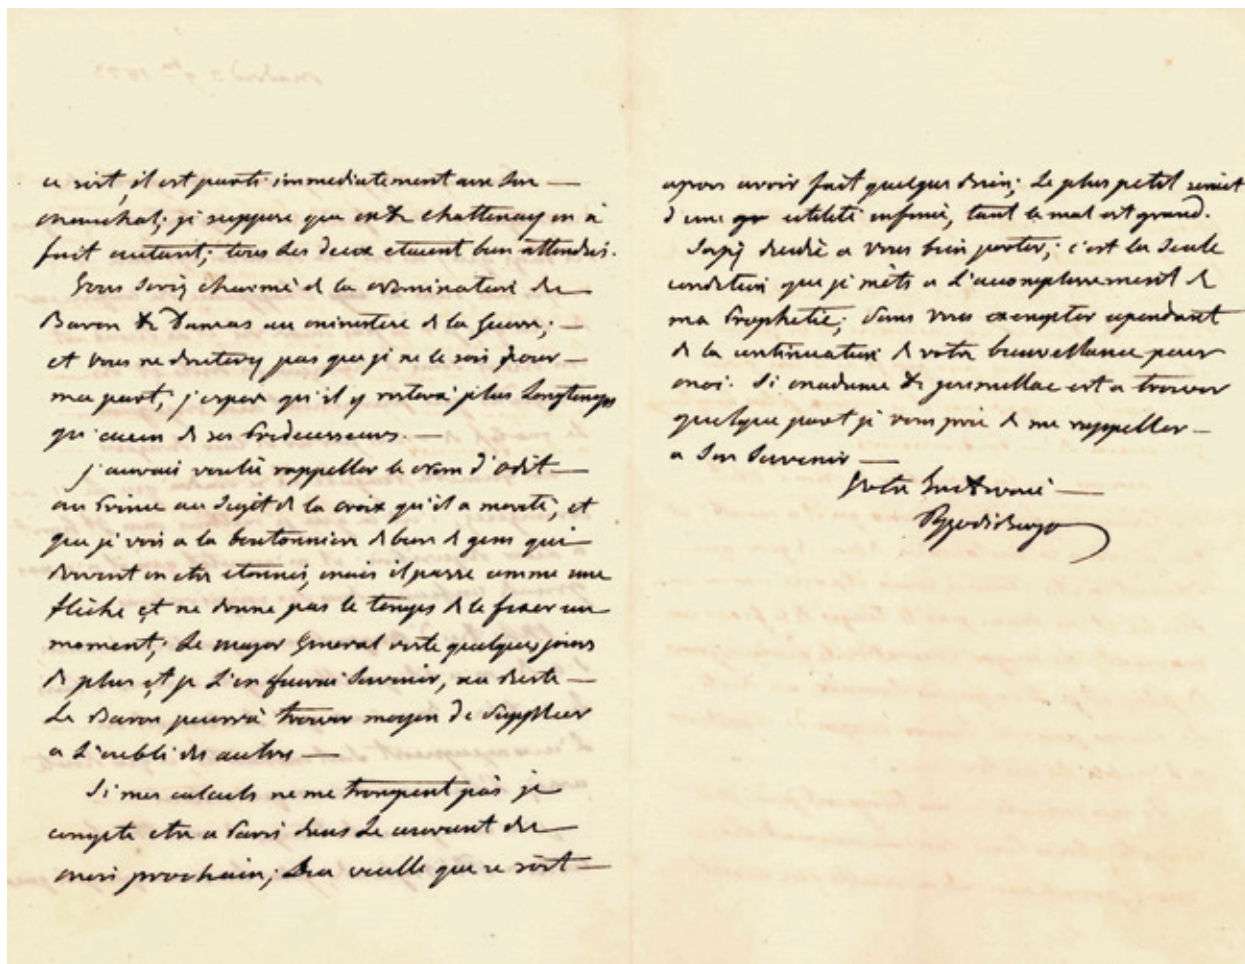 ce soit, il est parti immediatement avec son
marechal; je suppose que Mr de Chattenay en a
fait autant; tous les deux etaient bien attendus.
Vous serez charmé de la nomination du
Baron de Damas au ministere de la Guerre;
et vous ne douterez pas que je ne le sois pour
ma part, j'espere qu'il y restera plus longtemps
qu'aucun de ses Predecesseurs.
j'aurais voulu rappeller le nom d'
au Prince au sujet de la croix qu'il a merité, et
que je vois a la boutonniere de bien de gens qui
doivent en etre etonnés, mais il passe comme une
flêche et ne donne pas le temps de le fixer un
moment; le major General reste quelques jours
de plus et je l'en ferai souvenir, au reste
le Baron pourra trouver moyen de suppleer
a l'oubli des autres
Si mes calculs ne me trompent pas je
compte etre a Paris dans le courant du
mois prochain; Dieu veuille que ce soit
apres avoir fait quelque bien; le plus petit serait
d'une utilité infinie, tant le mal est grand.
a vous bien porter; c'est la seule
condition que je mets a l'accomplissement de
ma Prophetie; sans vous excepter cependant
de la continuation de votre bienveillance pour
moi. Si madame de Jumilhac est a trouver
quelque part je vous prie de me rappeller
a son souvenir
Votre
Pozzo di Borgo